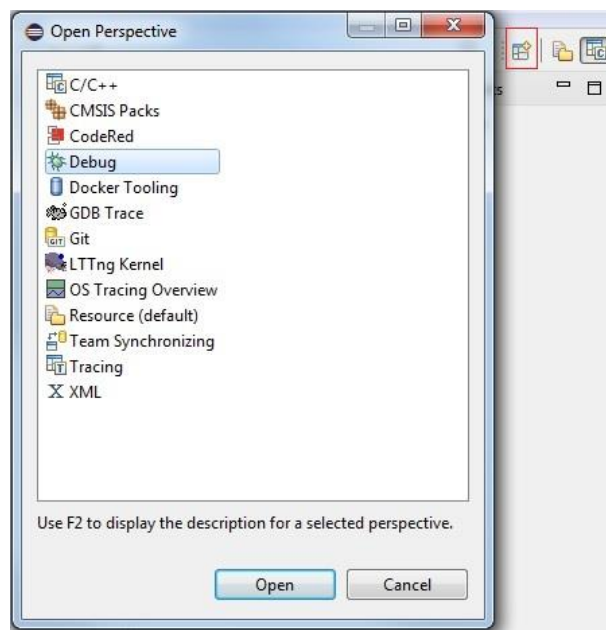 Open Perspective
C/C++
CMSIS Packs
CodeRed
Debug
Docker Tooling
GDB Trace
Git
LTTng Kernel
OS Tracing Overview
Resource (default)
Team Synchronizing
Tracing
XML
Use F2 to display the description for a selected perspective.
Open Cancel